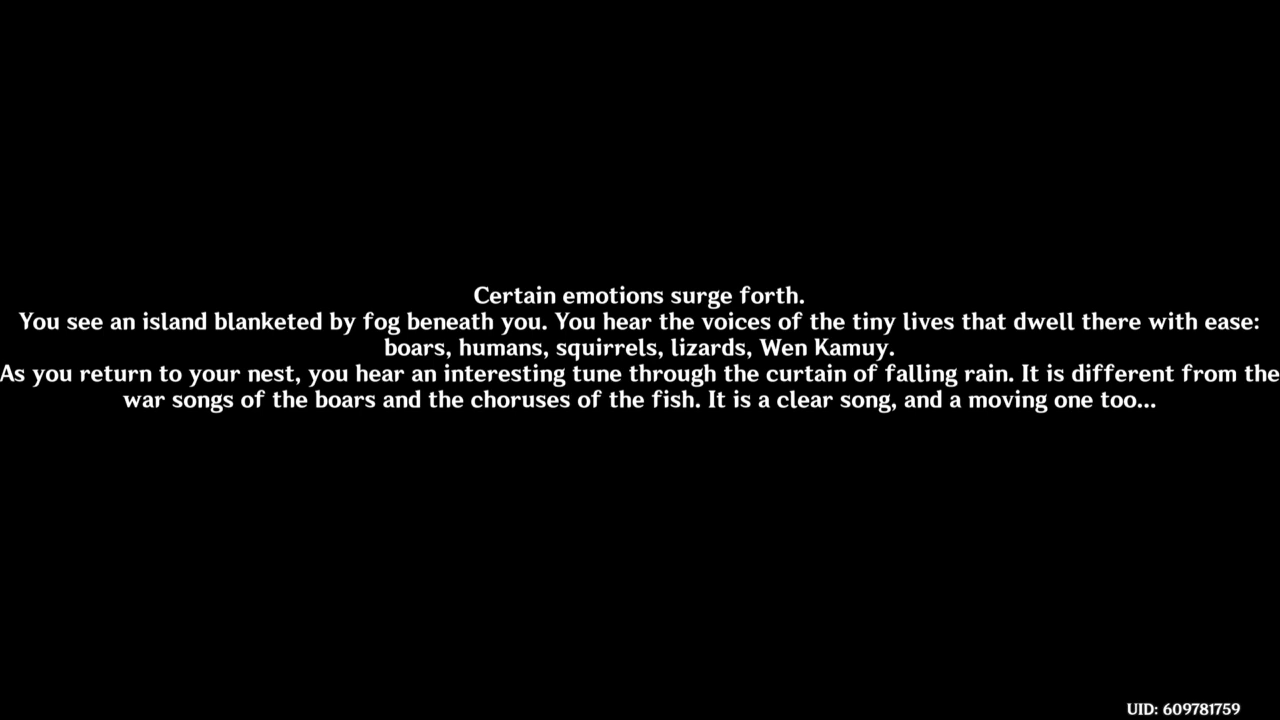 Certain emotions surge forth.
You see an island blanketed by fog beneath you. You hear the voices of the tiny lives that dwell there with ease:
boars, humans, squirrels, lizards, Wen Kamuy.
As you return to your nest, you hear an interesting tune through the curtain of falling rain. It is different from the
war songs of the boars and the choruses of the fish. It is a clear song, and a moving one too...
UID: 609781759